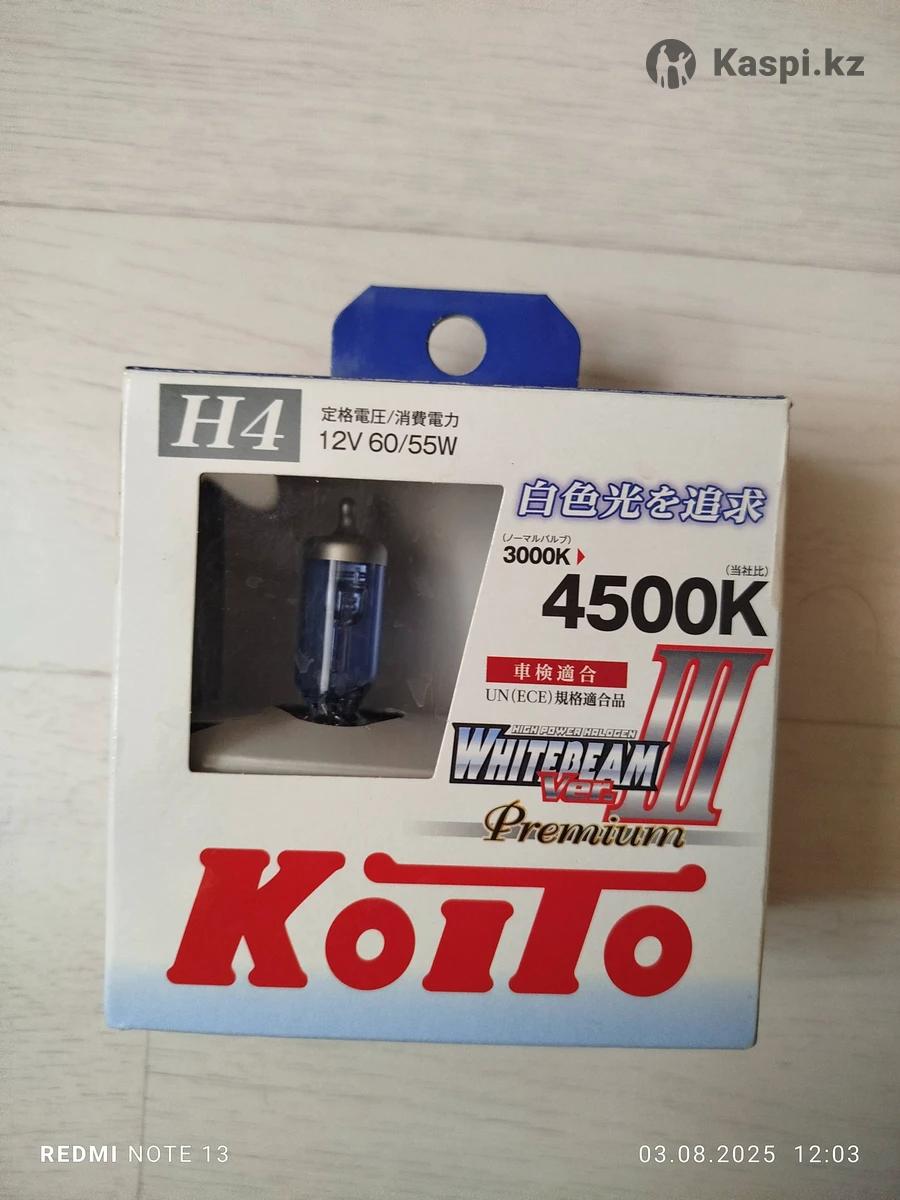 Kaspi.kz
H4
定格電圧/消費電力
12V 60/55W
白色光を追求
(ノーマルバルブ)
3000K
(当社比)
4500K
車検適合
UN(ECE)規格適合品
HIGH POWER HALOGEN
WHITEBEAM
Ver. III
Premium
KOITO
REDMI NOTE 13
03.08.2025 12:03